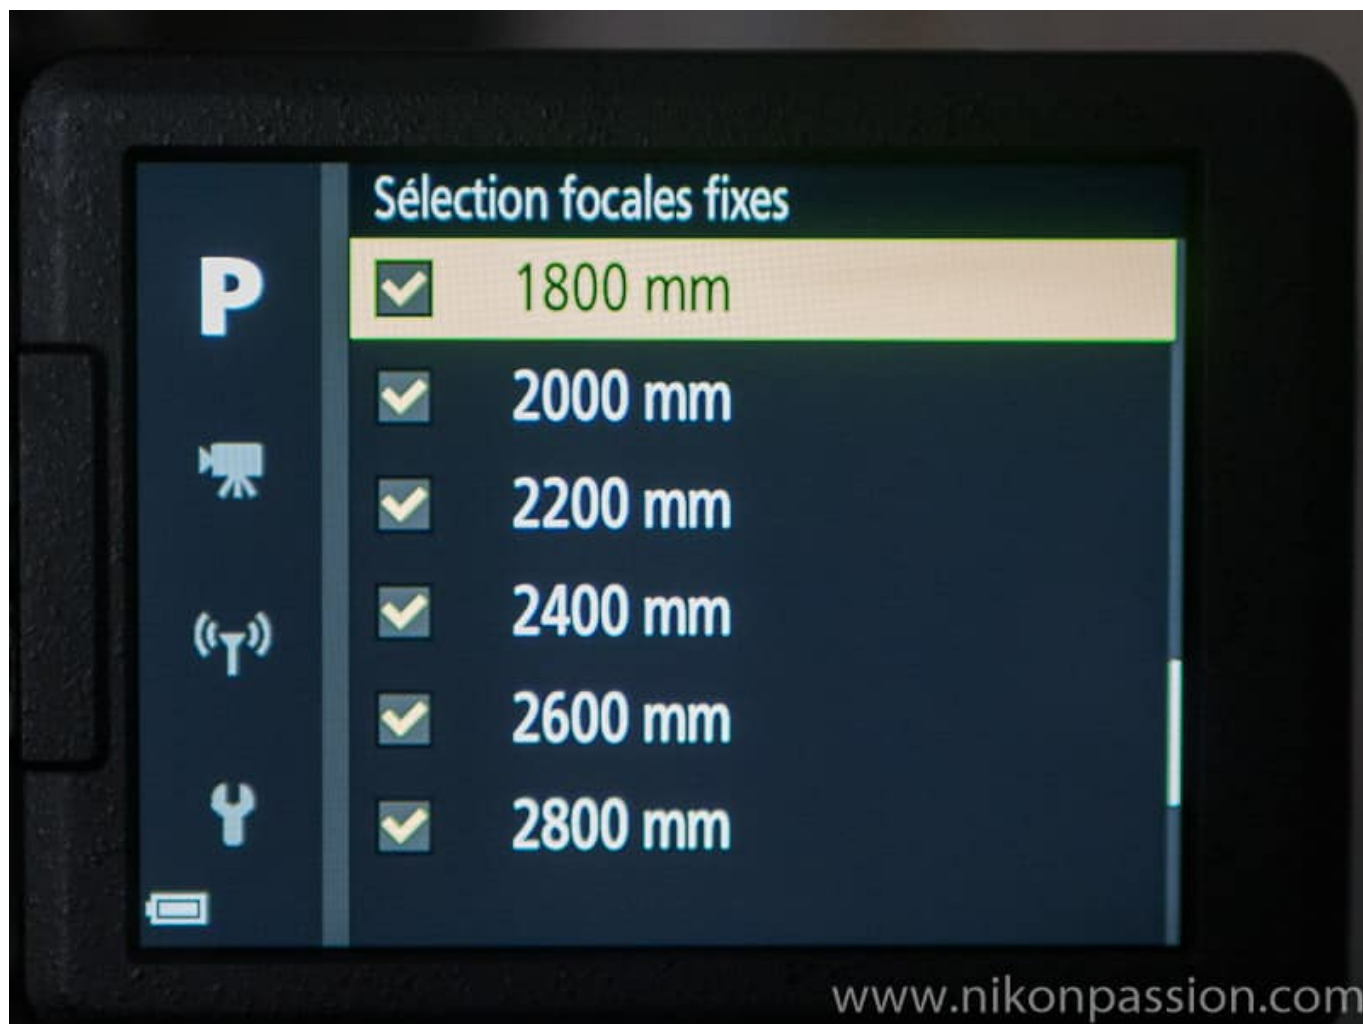 Sélection focales fixes
P
1800 mm
2000 mm
2200 mm
2400 mm
2600 mm
2800 mm
www.nikonpassion.com